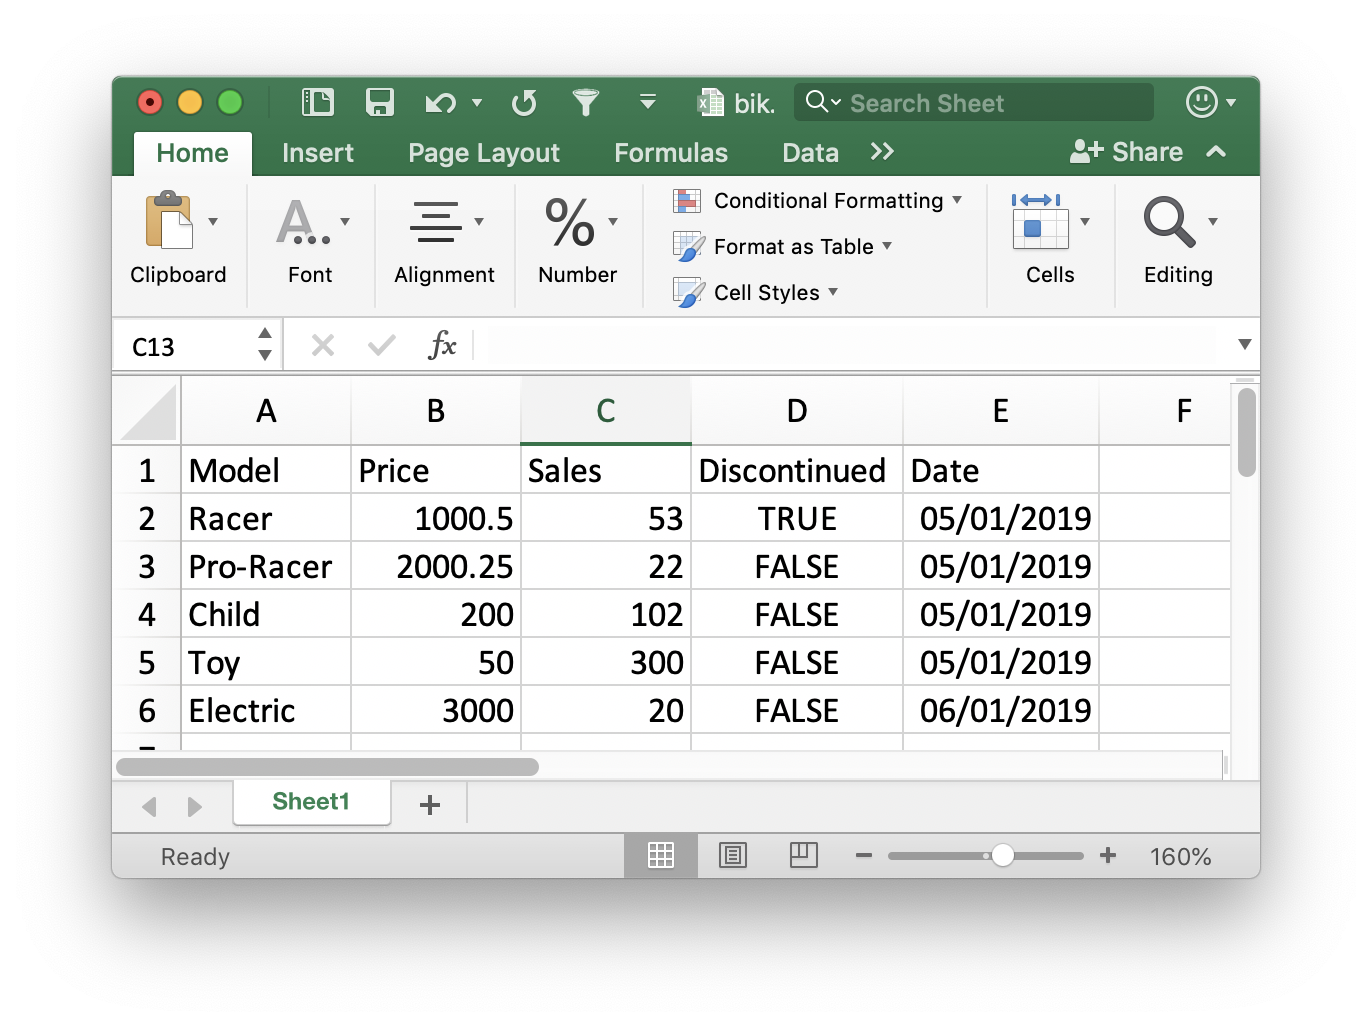 bik. Search Sheet
Home Insert Page Layout Formulas Data >> Share
Clipboard Font Alignment Number Conditional Formatting Format as Table Cell Styles Cells Editing
C13 fx
A B C D E F
1 Model Price Sales Discontinued Date
2 Racer 1000.5 53 TRUE 05/01/2019
3 Pro-Racer 2000.25 22 FALSE 05/01/2019
4 Child 200 102 FALSE 05/01/2019
5 Toy 50 300 FALSE 05/01/2019
6 Electric 3000 20 FALSE 06/01/2019
Sheet1 +
Ready 160%